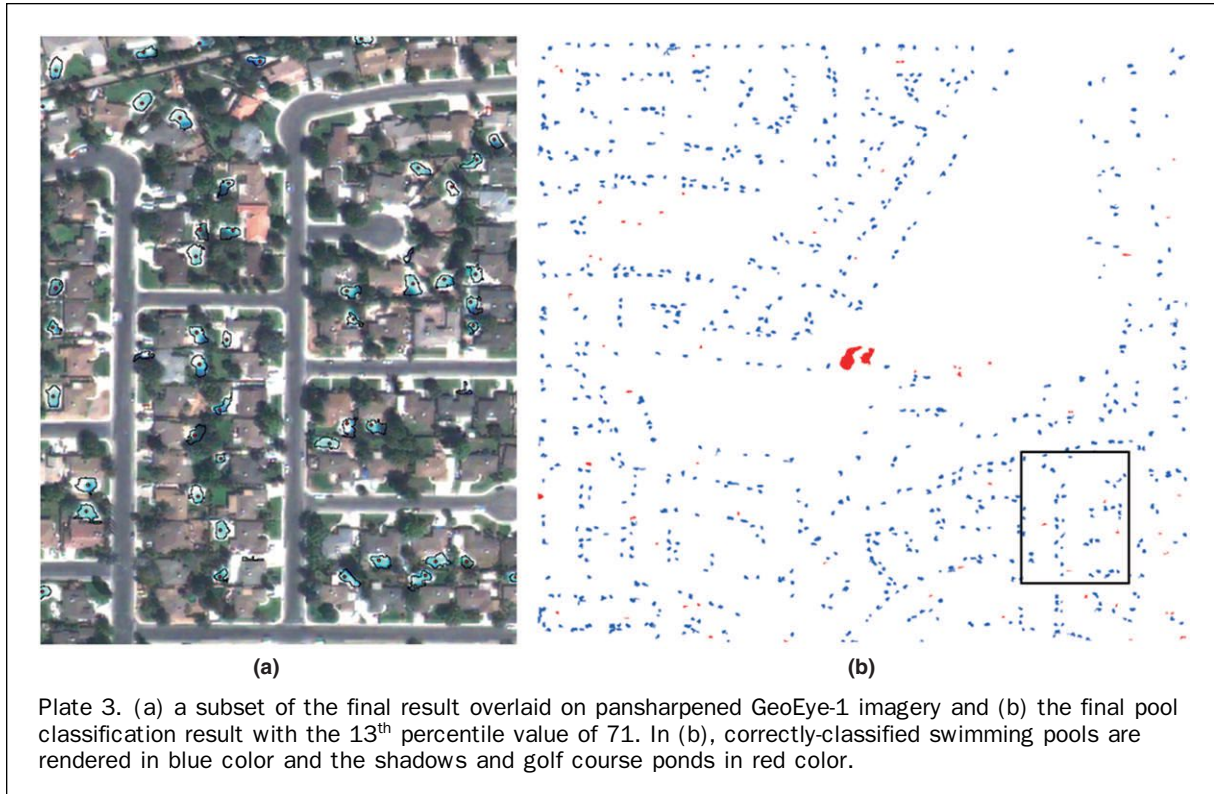 (a)
(b)
Plate 3. (a) a subset of the final result overlaid on pansharpened GeoEye-1 imagery and (b) the final pool
classification result with the 13th percentile value of 71. In (b), correctly-classified swimming pools are
rendered in blue color and the shadows and golf course ponds in red color.